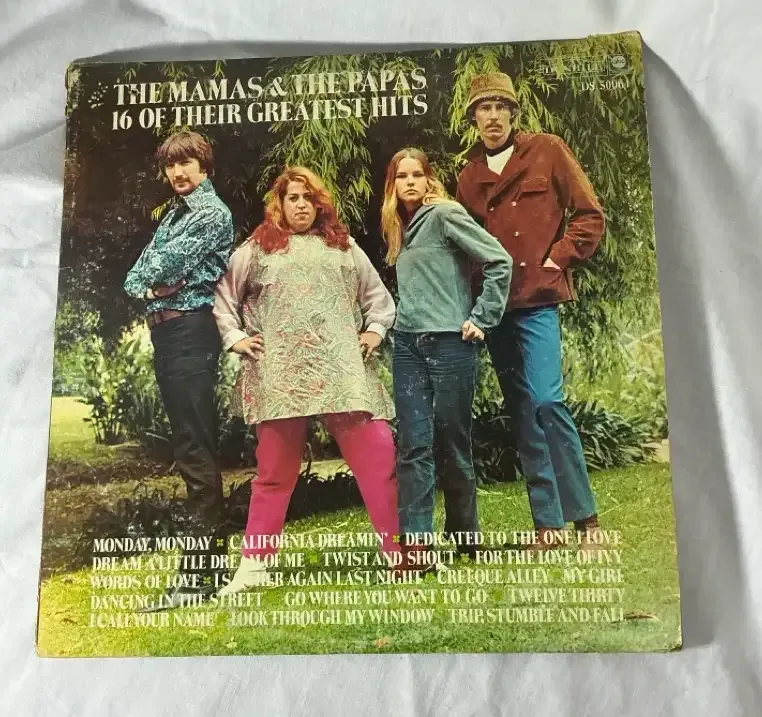 THE MAMAS & THE PAPAS
16 OF THEIR GREATEST HITS
DS 50064
MONDAY, MONDAY CALIFORNIA DREAMIN' DEDICATED TO THE ONE I LOVE
DREAM A LITTLE DREAM OF ME TWIST AND SHOUT FOR THE LOVE OF IVY
WORDS OF LOVE I SAW HER AGAIN LAST NIGHT CREEQUE ALLEY MY GIRL
DANCING IN THE STREET GO WHERE YOU WANT TO GO TWELVE THIRTY
I CALL YOUR NAME LOOK THROUGH MY WINDOW TRIP, STUMBLE AND FALL